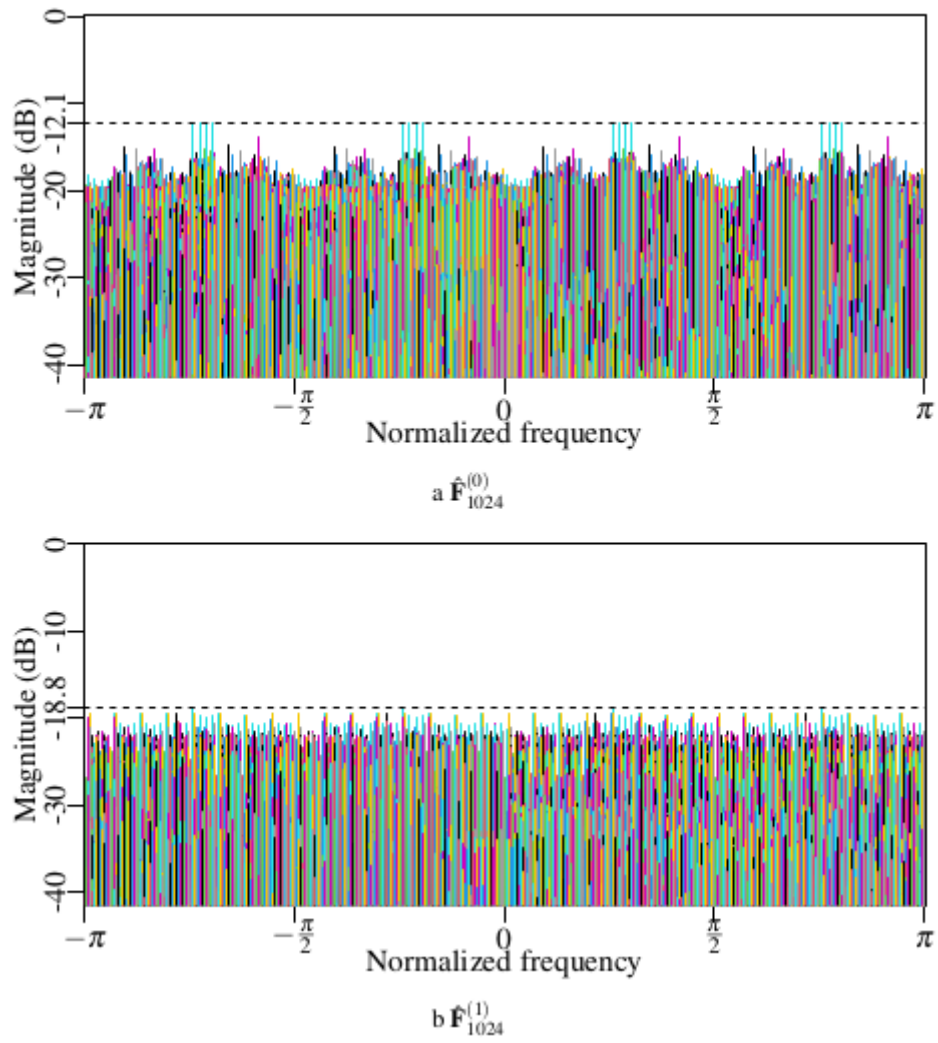 0
-12.1
-20
-30
-40
Magnitude (dB)
−π −π/2 0 π/2 π
Normalized frequency
a F̂⁽⁰⁾₁₀₂₄
0
-10
-18.8
-30
-40
Magnitude (dB)
−π −π/2 0 π/2 π
Normalized frequency
b F̂⁽¹⁾₁₀₂₄